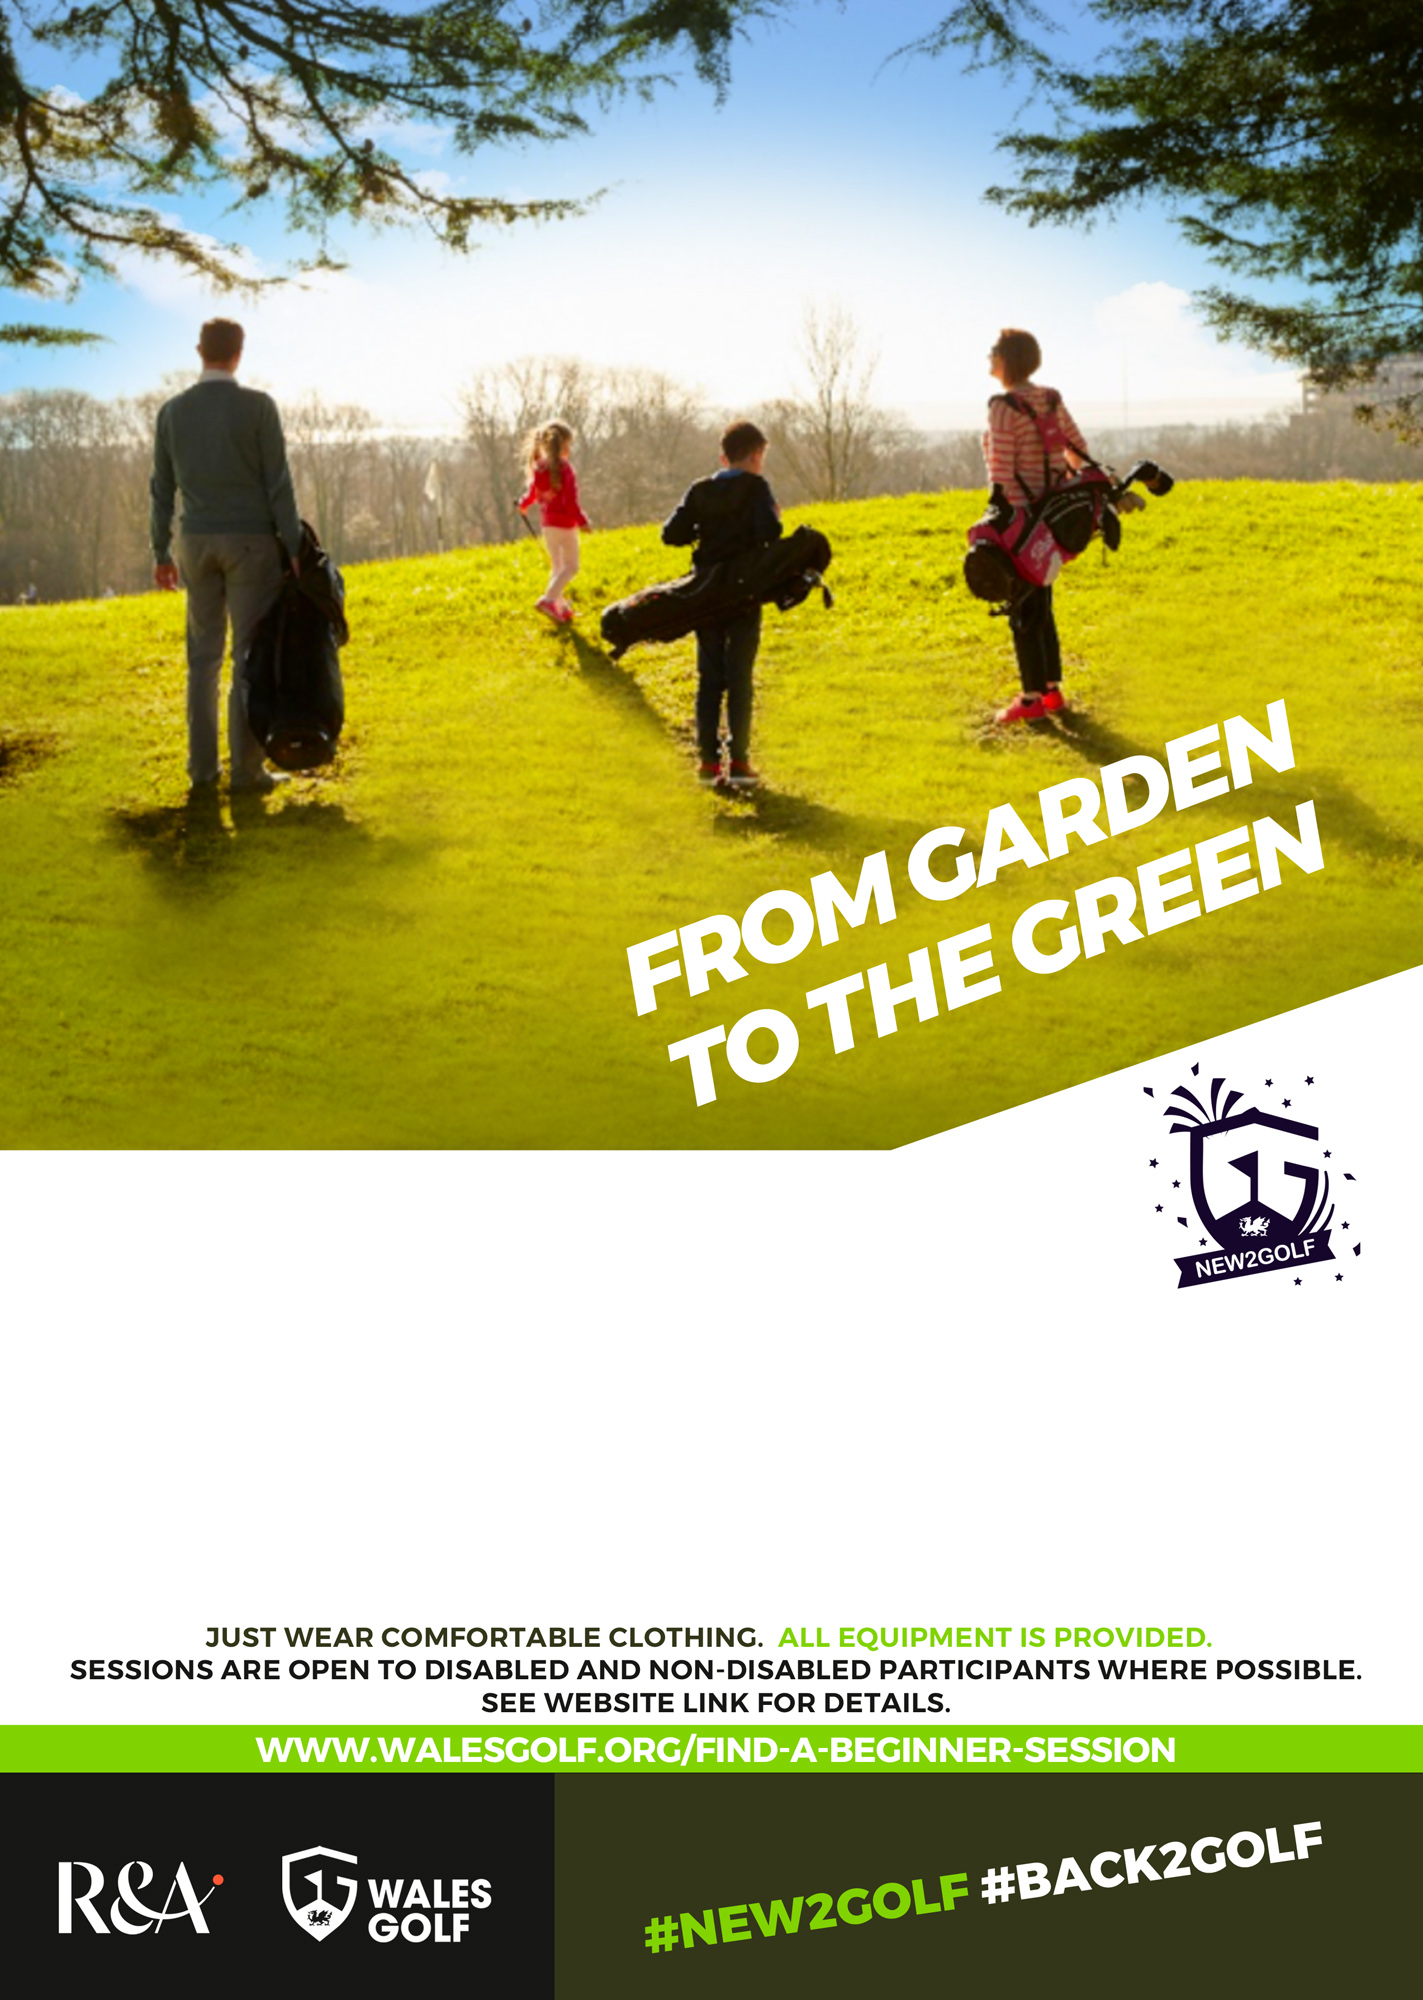 FROM GARDEN
TO THE GREEN
NEW2GOLF
JUST WEAR COMFORTABLE CLOTHING. ALL EQUIPMENT IS PROVIDED.
SESSIONS ARE OPEN TO DISABLED AND NON-DISABLED PARTICIPANTS WHERE POSSIBLE.
SEE WEBSITE LINK FOR DETAILS.
WWW.WALESGOLF.ORG/FIND-A-BEGINNER-SESSION
R&A
WALES
GOLF
#NEW2GOLF #BACK2GOLF